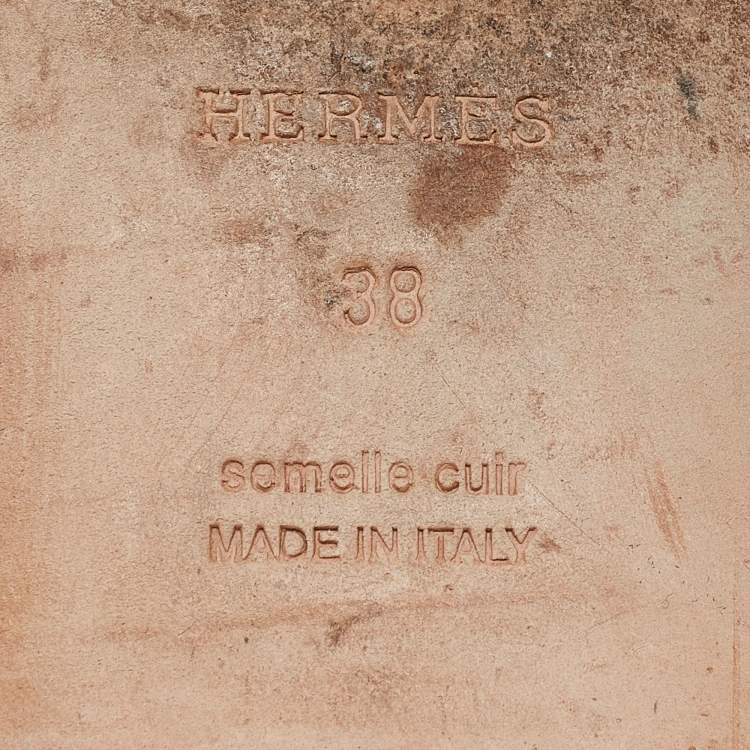 HERMES
38
semelle cuir
MADE IN ITALY